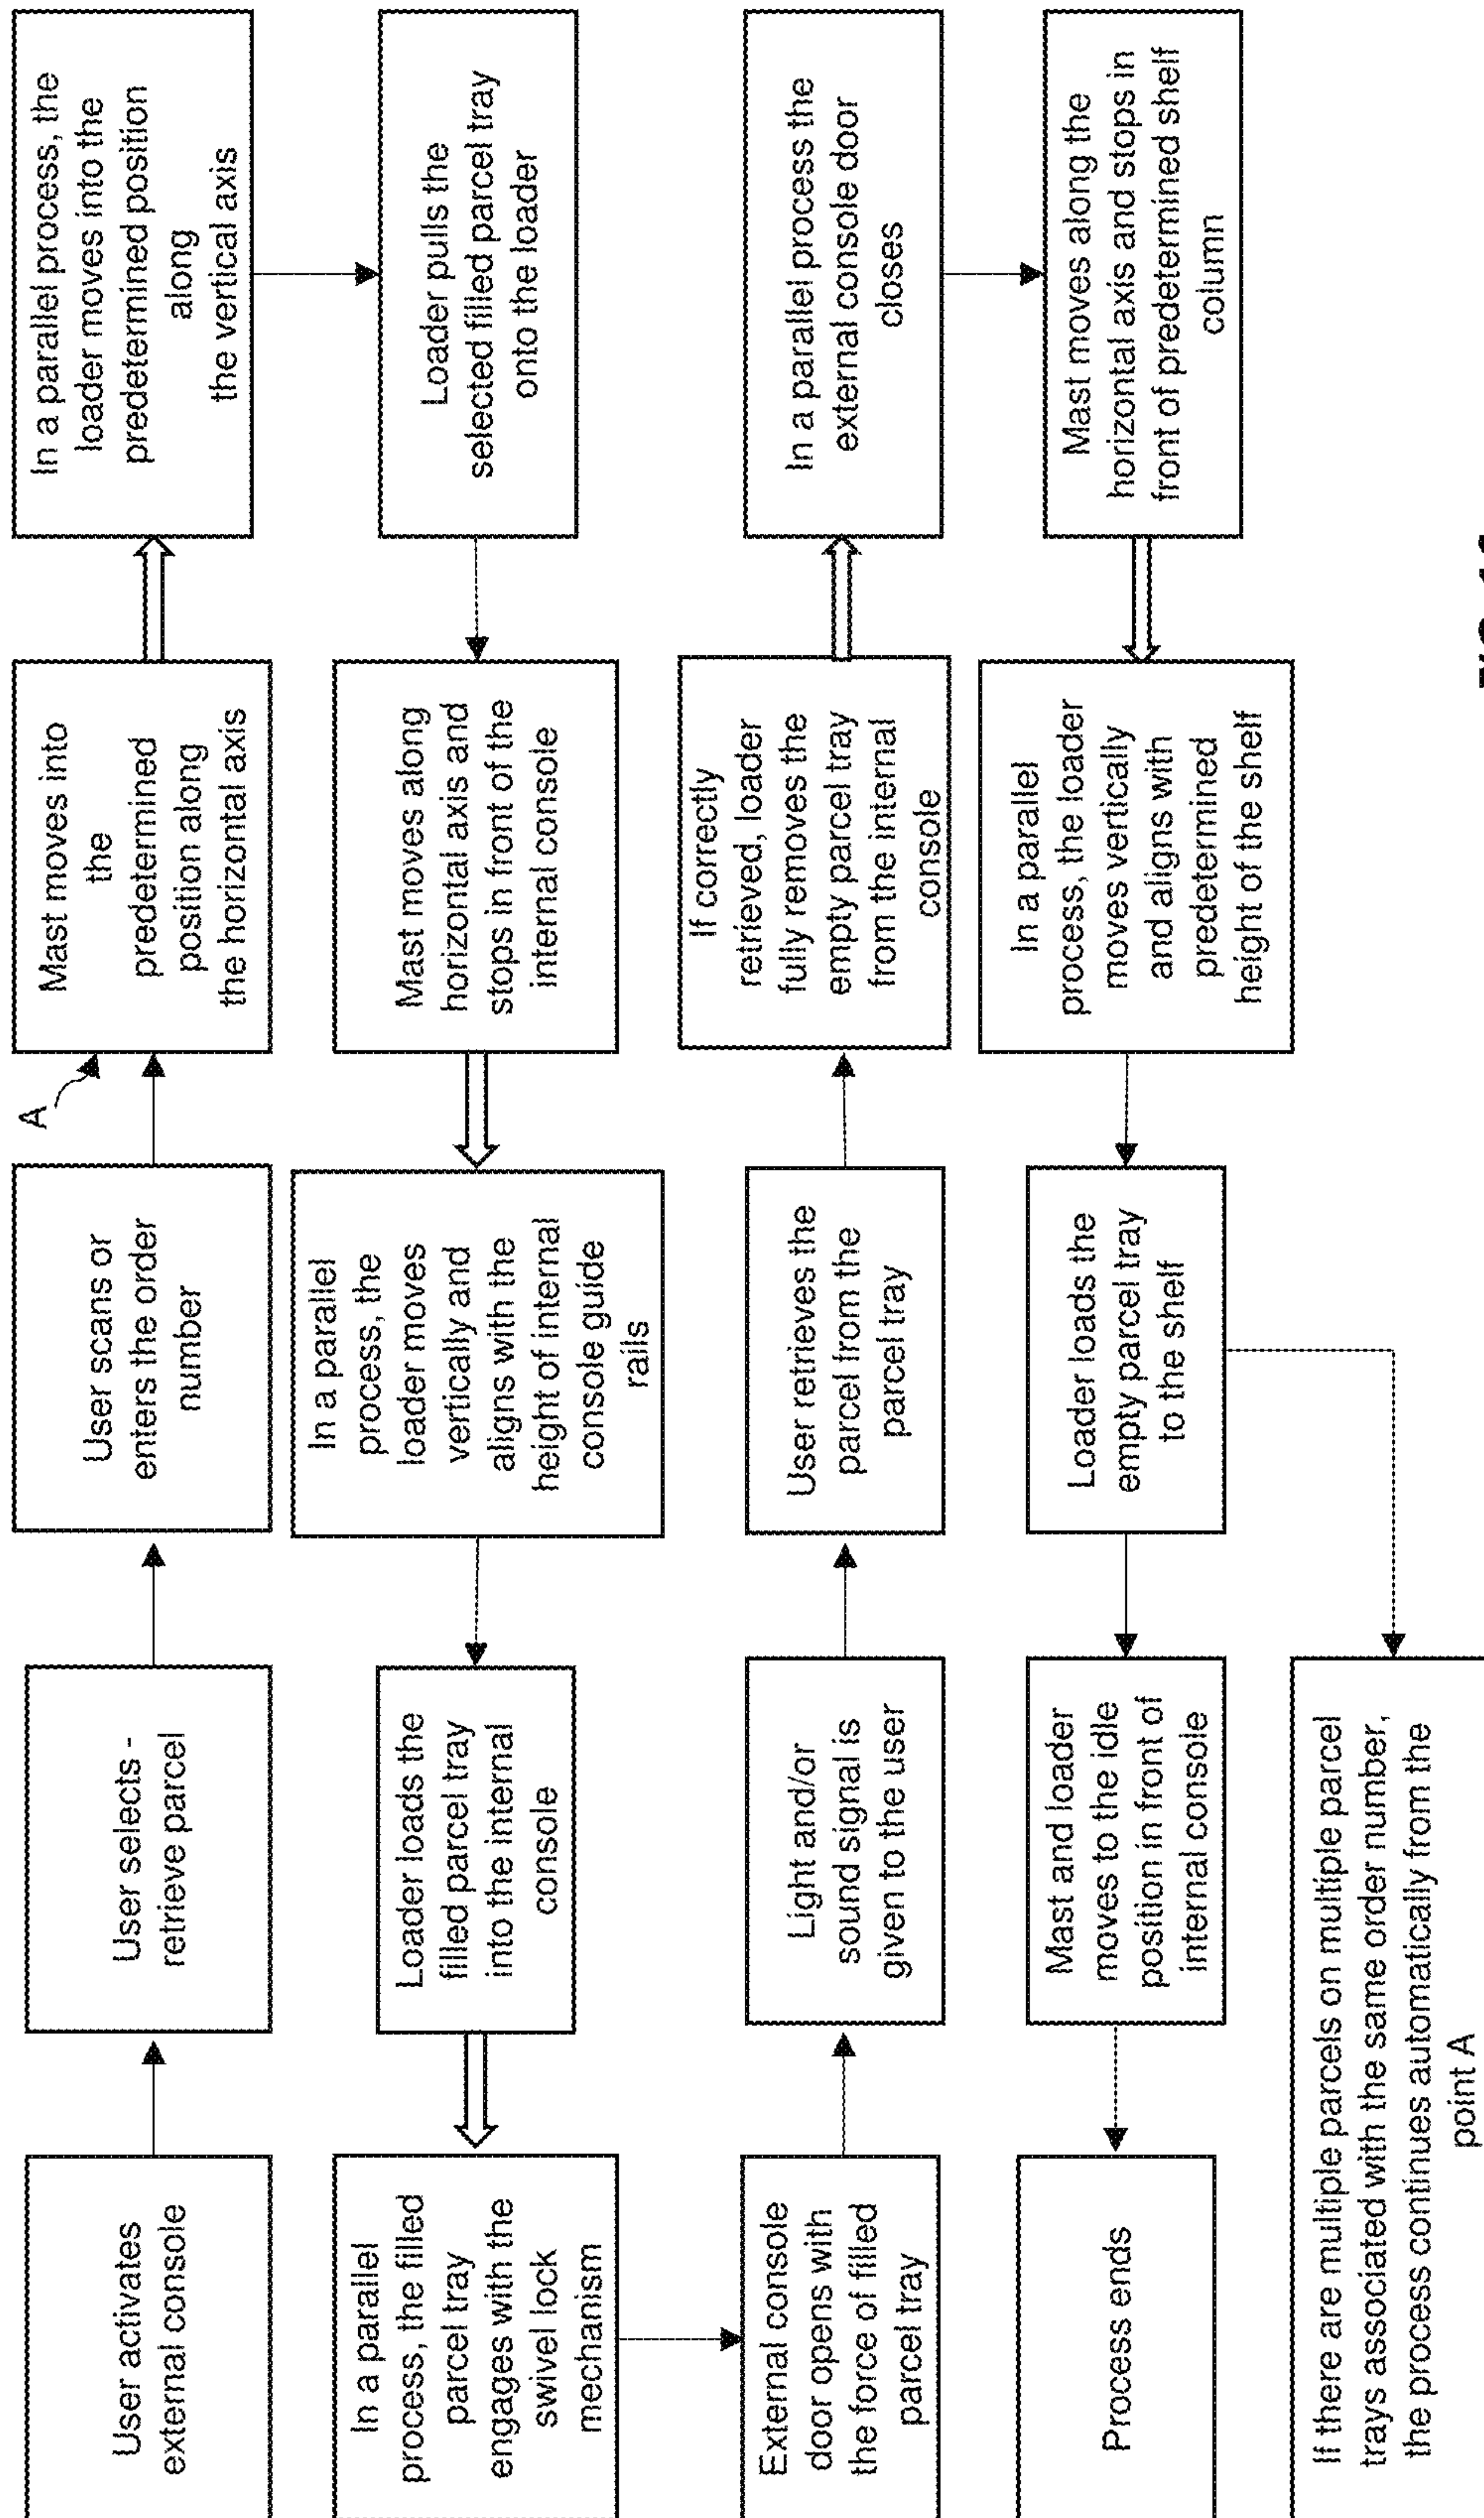 User activates
external console
User selects -
retrieve parcel
User scans or
enters the order
number
A
Mast moves into
the
predetermined
position along
the horizontal axis
In a parallel process, the
loader moves into the
predetermined position
along
the vertical axis
Loader pulls the
selected filled parcel tray
onto the loader
Mast moves along
horizontal axis and
stops in front of the
internal console
In a parallel
process, the
loader moves
vertically and
aligns with the
height of internal
console guide
rails
Loader loads the
filled parcel tray
into the internal
console
In a parallel
process, the filled
parcel tray
engages with the
swivel lock
mechanism
External console
door opens with
the force of filled
parcel tray
Light and/or
sound signal is
given to the user
User retrieves the
parcel from the
parcel tray
If correctly
retrieved, loader
fully removes the
empty parcel tray
from the internal
console
In a parallel process the
external console door
closes
Mast moves along the
horizontal axis and stops in
front of predetermined shelf
column
In a parallel
process, the loader
moves vertically
and aligns with
predetermined
height of the shelf
Loader loads the
empty parcel tray
to the shelf
Mast and loader
moves to the idle
position in front of
internal console
Process ends
If there are multiple parcels on multiple parcel
trays associated with the same order number,
the process continues automatically from the
point A